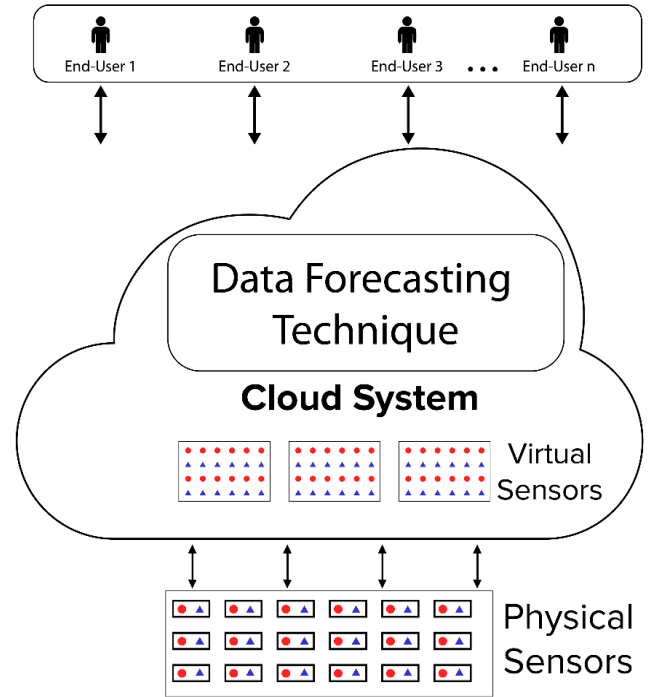 End-User 1
End-User 2
End-User 3
...
End-User n
Data Forecasting
Technique
Cloud System
Virtual
Sensors
Physical
Sensors